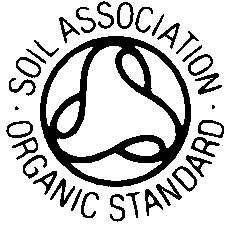 · SOIL ASSOCIATION ·
ORGANIC STANDARD